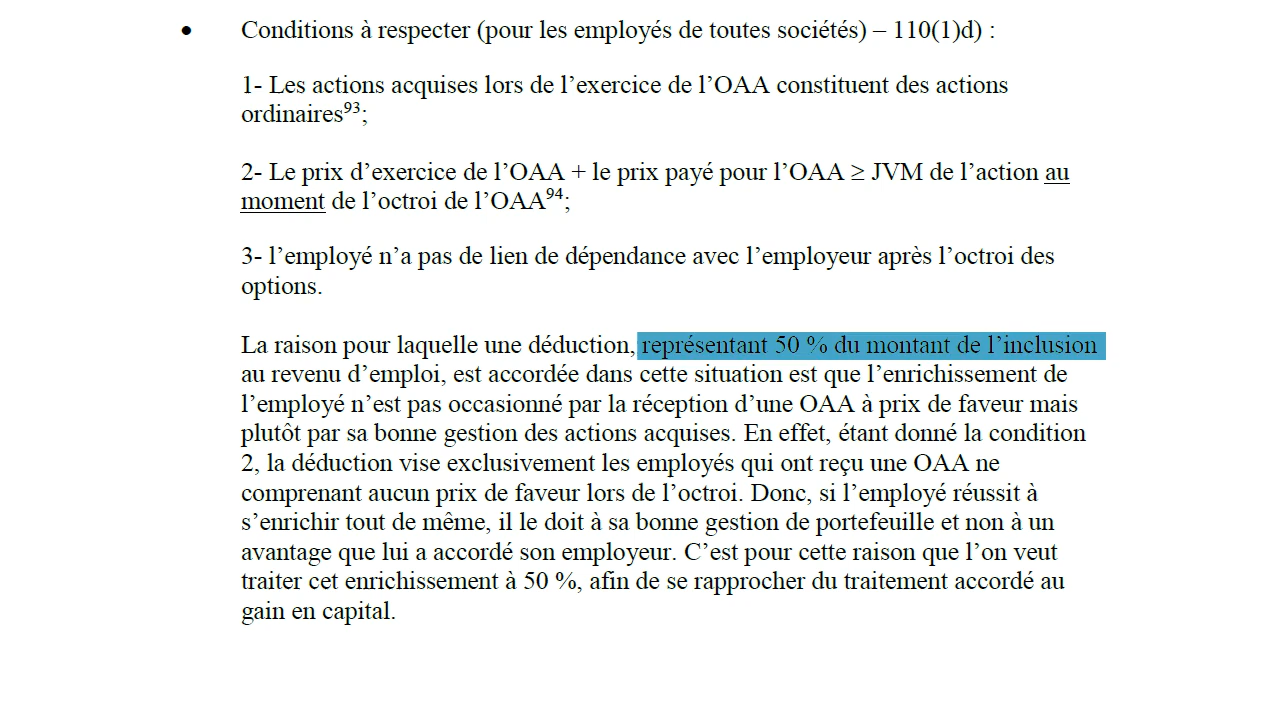 • Conditions à respecter (pour les employés de toutes sociétés) – 110(1)d) :
1- Les actions acquises lors de l’exercice de l’OAA constituent des actions
ordinaires⁹³;
2- Le prix d’exercice de l’OAA + le prix payé pour l’OAA ≥ JVM de l’action au
moment de l’octroi de l’OAA⁹⁴;
3- l’employé n’a pas de lien de dépendance avec l’employeur après l’octroi des
options.
La raison pour laquelle une déduction, représentant 50 % du montant de l’inclusion
au revenu d’emploi, est accordée dans cette situation est que l’enrichissement de
l’employé n’est pas occasionné par la réception d’une OAA à prix de faveur mais
plutôt par sa bonne gestion des actions acquises. En effet, étant donné la condition
2, la déduction vise exclusivement les employés qui ont reçu une OAA ne
comprenant aucun prix de faveur lors de l’octroi. Donc, si l’employé réussit à
s’enrichir tout de même, il le doit à sa bonne gestion de portefeuille et non à un
avantage que lui a accordé son employeur. C’est pour cette raison que l’on veut
traiter cet enrichissement à 50 %, afin de se rapprocher du traitement accordé au
gain en capital.